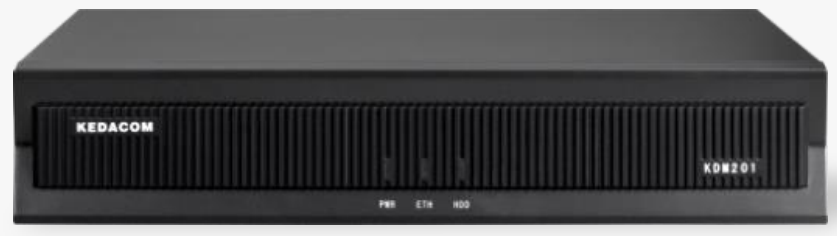 KEDACOM
KDM201
PWR ETH HDD